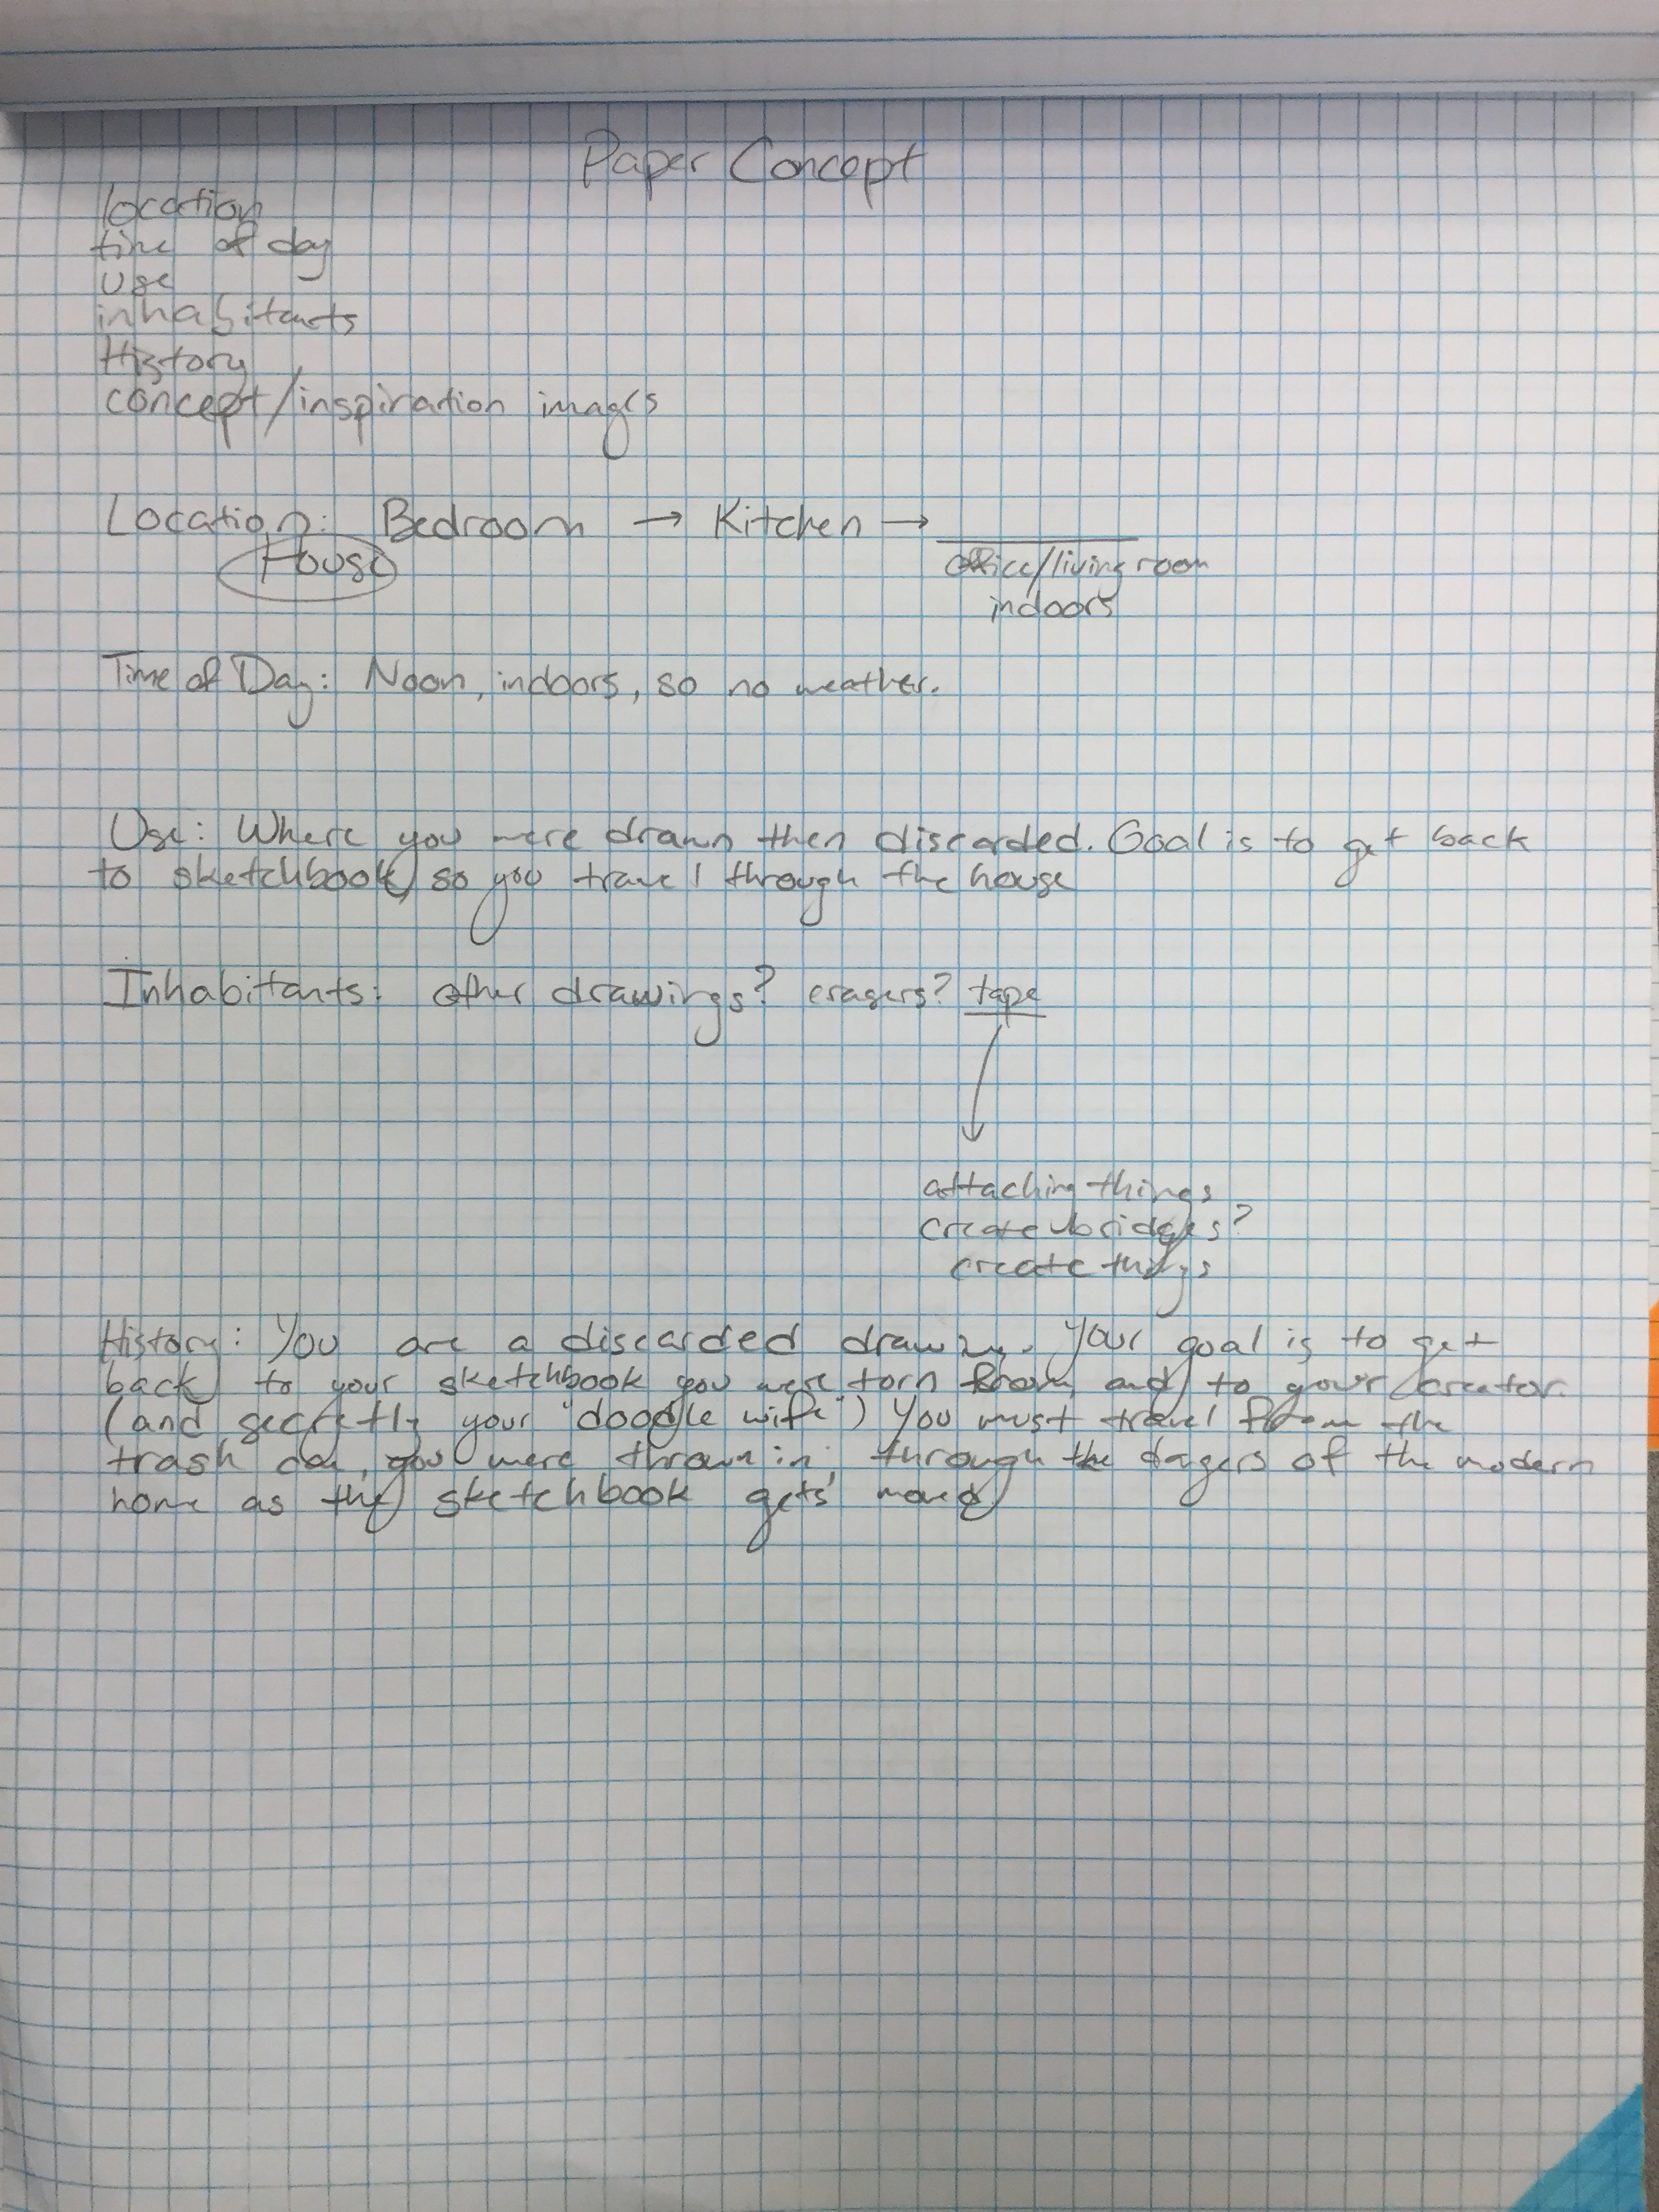 Paper Concept
location
time of day
use
inhabitants
History
concept/inspiration images
Location: Bedroom → Kitchen →
House
office/living room
indoors
Time of Day: Noon, indoors, so no weather.
Use: Where you were drawn then discarded. Goal is to get back
to sketchbook, so you travel through the house
Inhabitants: other drawings? erasers? tape
attaching things
create bridges?
create things
History: You are a discarded drawing. Your goal is to get
back to your sketchbook you were torn from and to your creator.
(and secretly your "doodle wife") You must travel from the
trash can, you were thrown in, through the dagers of the modern
home as the sketchbook gets moved